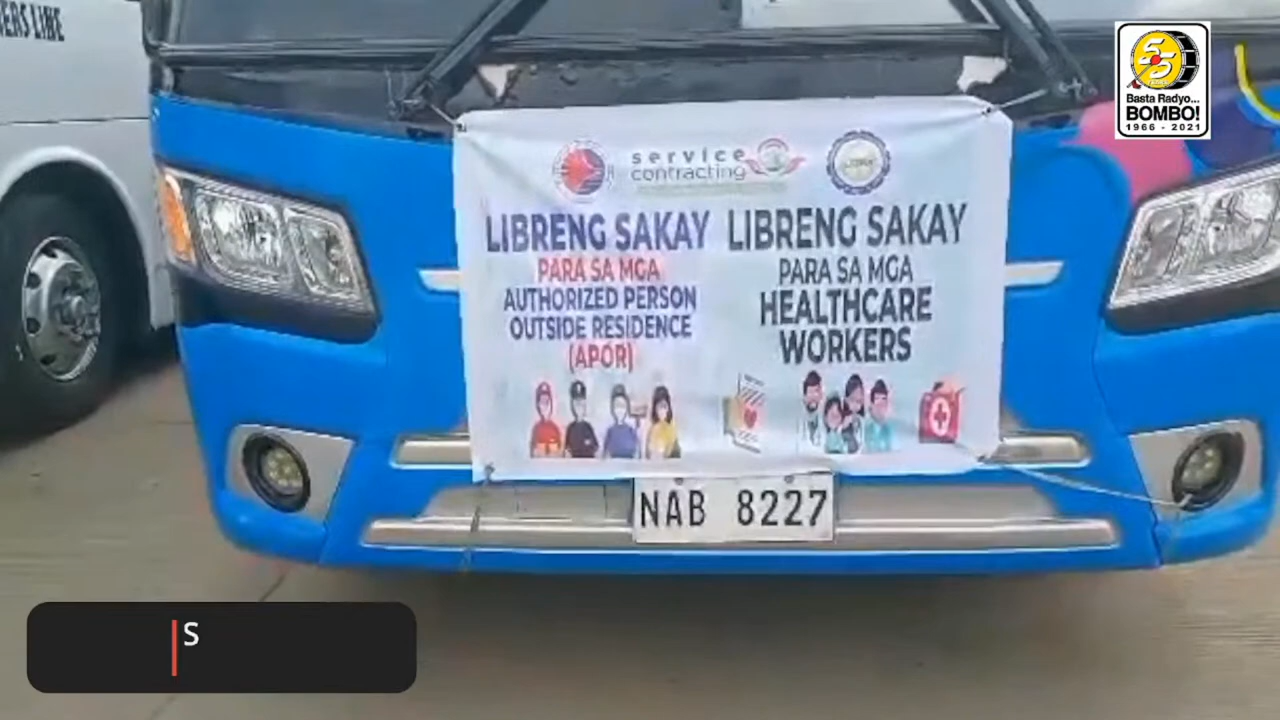 ERS LINE
55
Basta Radyo...
BOMBO!
1966 - 2021
service
contracting
LIBRENG SAKAY
PARA SA MGA
AUTHORIZED PERSON
OUTSIDE RESIDENCE
(APOR)
LIBRENG SAKAY
PARA SA MGA
HEALTHCARE
WORKERS
NAB 8227
S